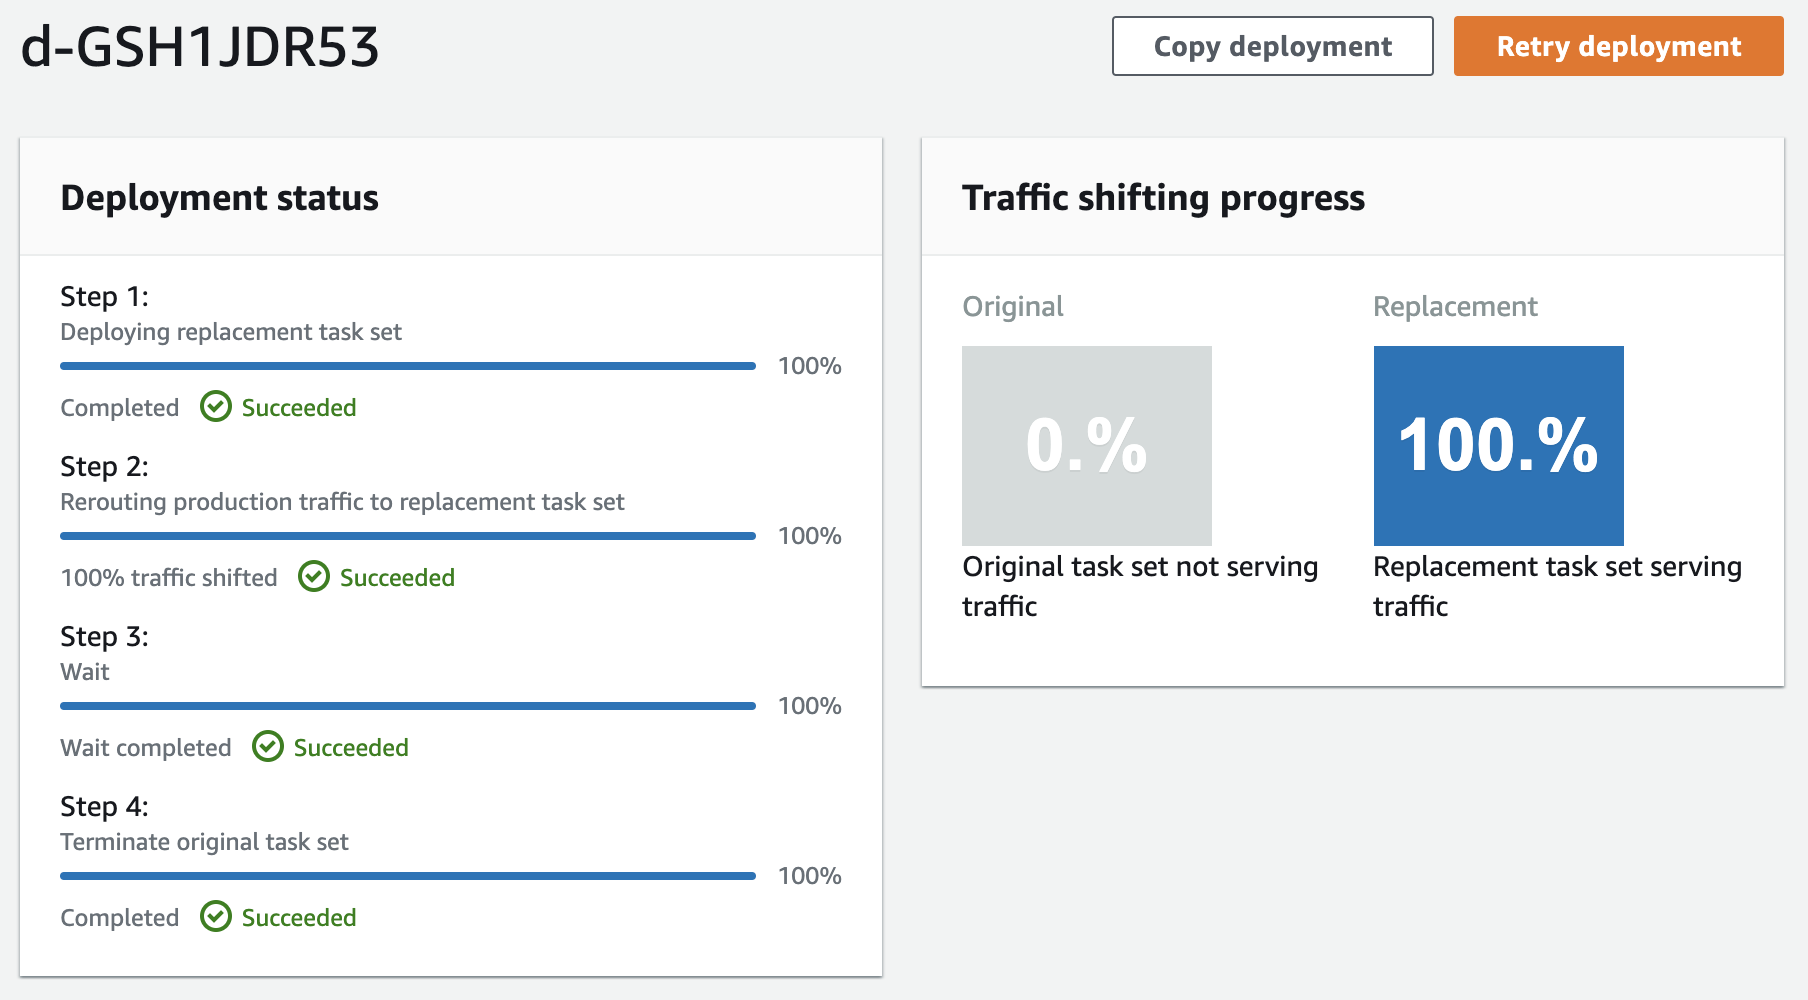 d-GSH1JDR53
Copy deployment
Retry deployment
Deployment status
Step 1:
Deploying replacement task set
100%
Completed Succeeded
Step 2:
Rerouting production traffic to replacement task set
100%
100% traffic shifted Succeeded
Step 3:
Wait
100%
Wait completed Succeeded
Step 4:
Terminate original task set
100%
Completed Succeeded
Traffic shifting progress
Original
0.%
Original task set not serving
traffic
Replacement
100.%
Replacement task set serving
traffic